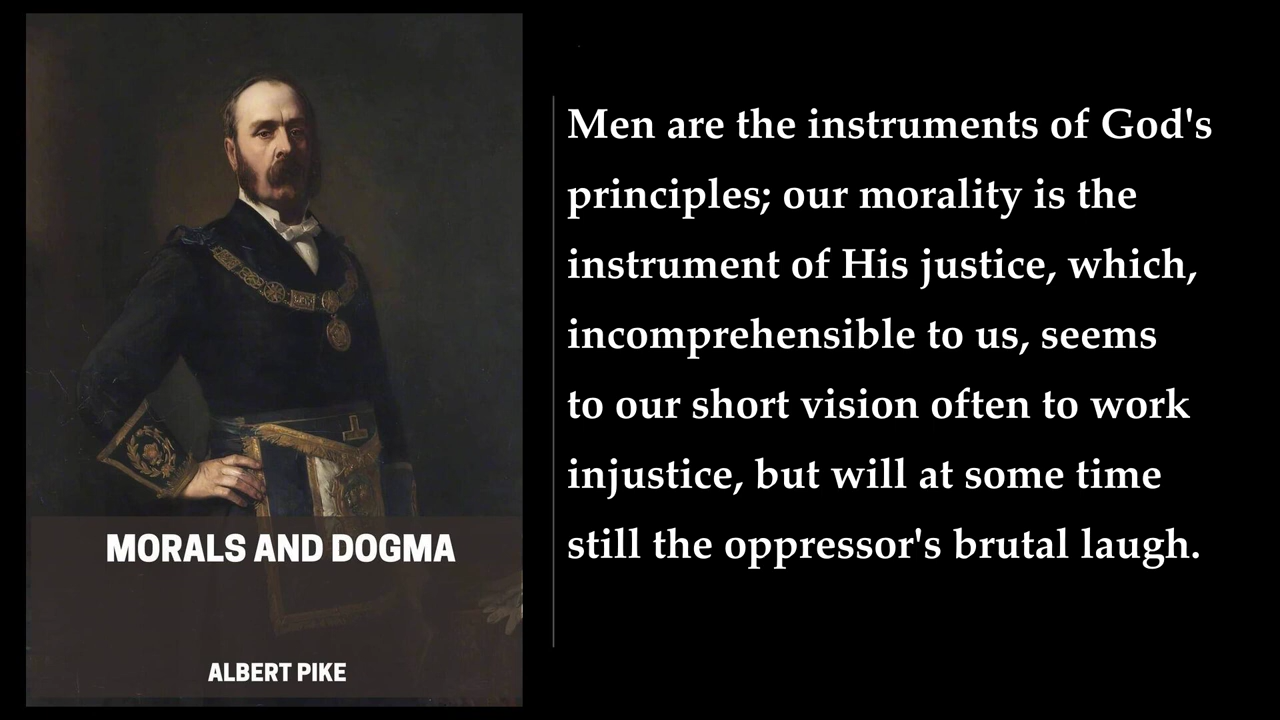 MORALS AND DOGMA
ALBERT PIKE
Men are the instruments of God's
principles; our morality is the
instrument of His justice, which,
incomprehensible to us, seems
to our short vision often to work
injustice, but will at some time
still the oppressor's brutal laugh.